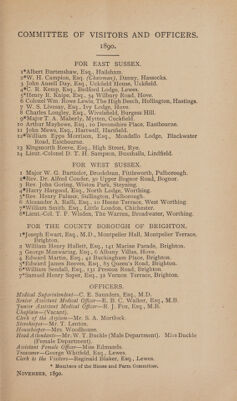 COMMITTEE OF VISITORS AND OFFICERS.
1890.
FOR EAST SUSSEX.
1*Albert Burtenshaw, Esq., Hailsham.
2*W. H. Campion, Esq. (Chairman), Danny, Hassocks.
3 John Ansell Day, Esq., Uckfield House, Uckfield.
4*C. R. Kemp, Esq., Bedford Lodge, Lewes.
5*Henry R. Knipe, Esq., 54 Wilbury Road, Hove.
6 Colonel Wm. Rowe Lewis, The High Beech, Hollington, Hastings.
7 W. S. Livesay, Esq., Ivy Lodge, Hove.
8 Charles Longley, Esq., Wivelsfield, Burgess Hill.
9*Major T. A. Maberly, Mytten, Cuckfield.
10 Arthur Mayhewe, Esq., 10 Devonshire Place, Eastbourne.
11 John Mews, Esq., Hartwell, Hartfield.
12*William Epps Morrison, Esq., Mondello Lodge, Blackwater
Road, Eastbourne.
13 Kingsnorth Reeve, Esq., High Street, Rye.
14 Lieut.-Colonel D. T. H. Sampson, Buxshalls, Lindfield.
FOR WEST SUSSEX.
1 Major W. G. Barttelot, Brookdean, Fittleworth, Pulborough.
2*Rev. Dr. Alfred Conder, 30 Upper Bognor Road, Bognor.
3 Rev. John Goring, Wiston Park, Steyning.
4*Harry Hargood, Esq., North Lodge, Worthing.
5*Rev. Henry Palmer, Sullington, Pulborough.
6 Alexander A. Ralli, Esq., 10 Heene Terrace, West Worthing
7*William Smith, Esq., Little London, Chichester.
8*Lieut.-Col. T. F. Wisden, The Warren, Broadwater, Worthing.
FOR THE COUNTY BOROUGH OF BRIGHTON.
1*Joseph Ewart, Esq., M.D., Montpelier Hall, Montpelier Terrace,
Brighton.
2 William Henry Hallett, Esq., 141 Marine Parade, Brighton.
3 George Manwaring, Esq., 6 Albany Villas, Hove.
4 Edward Martin, Esq., 42 Buckingham Place, Brighton.
5*Edward James Reeves, Esq., 85 Queen's Road, Brighton.
6*William Sendall, Esq., 131 Preston Road, Brighton.
7*Samuel Henry Soper, Esq., 32 Vernon Terrace, Brighton.
OFFICERS.
Medical Superintendent—C. E. Saunders, Esq., M.D.
Senior Assistant Medical Officer—E. B. C. Walker, Esq., M.B.
Junior Assistant Medical Officer—R. J. Fox, Esq., M.B.
Chaplain—(Vacant).
Clerk of the Asylum—Mr. S. A. Mortlock.
Storekeeper—Mr. T. Lanton.
Housekeeper—Mrs. Woodhouse.
Head Attendants—Mr. W. T. Duckle (Male Department). Miss Duckle
(Female Department).
Assistant Female Officer—Miss Edmunds.
Treasurer—George Whitfeld, Esq., Lewes.
Clerk to the Visitors—Reginald Blaker, Esq., Lewes.
* Members of the House and Farm Committee.
NOVEMBER, 1890.